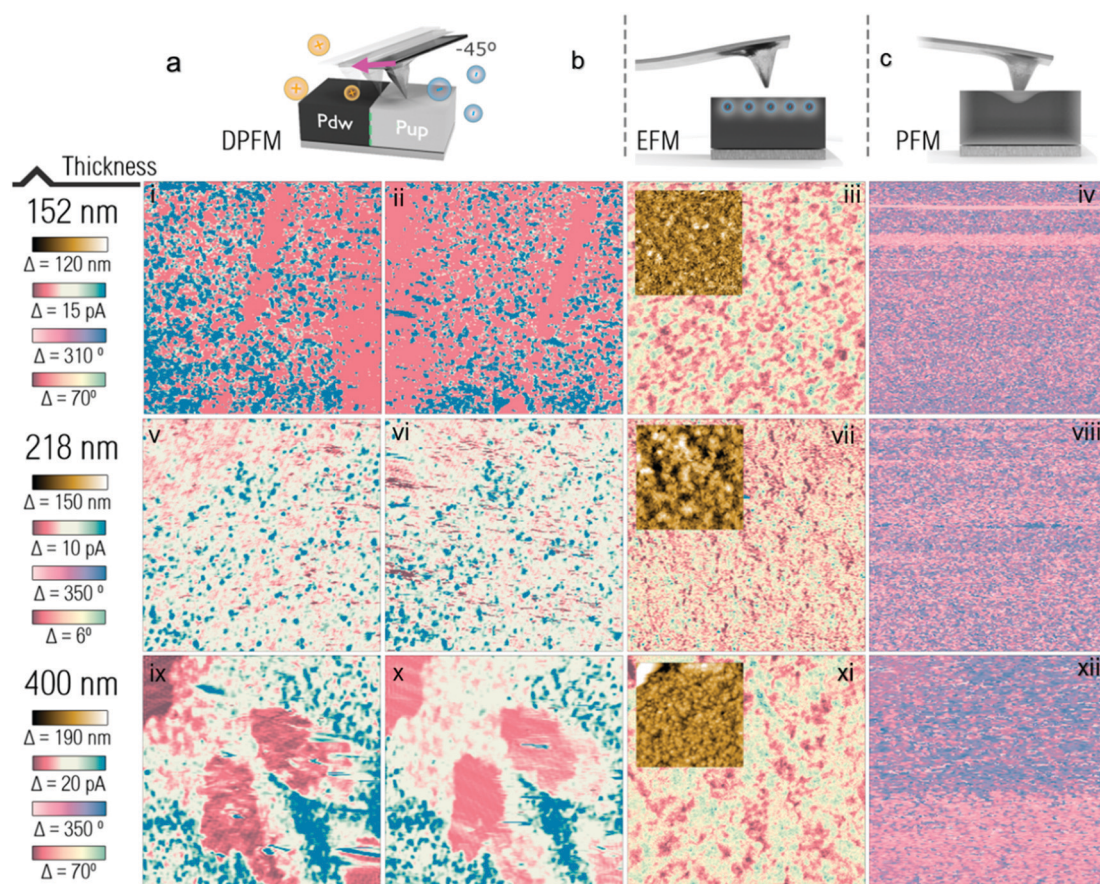 a
-45º
b
c
Pdw
Pup
DPFM
EFM
PFM
Thickness
152 nm
Δ = 120 nm
Δ = 15 pA
Δ = 310 º
Δ = 70º
i
ii
iii
iv
218 nm
Δ = 150 nm
Δ = 10 pA
Δ = 350 º
Δ = 6º
v
vi
vii
viii
400 nm
Δ = 190 nm
Δ = 20 pA
Δ = 350 º
Δ = 70º
ix
x
xi
xii